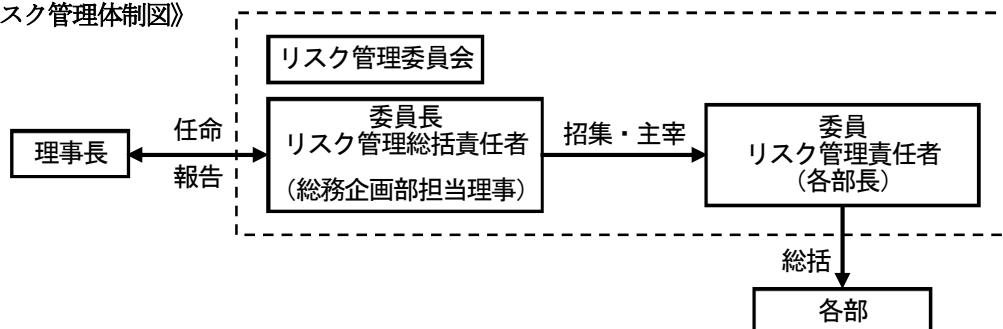 スク管理体制図》
リスク管理委員会
理事長
任命
報告
委員長
リスク管理総括責任者
（総務企画部担当理事）
招集・主宰
委員
リスク管理責任者
（各部長）
総括
各部